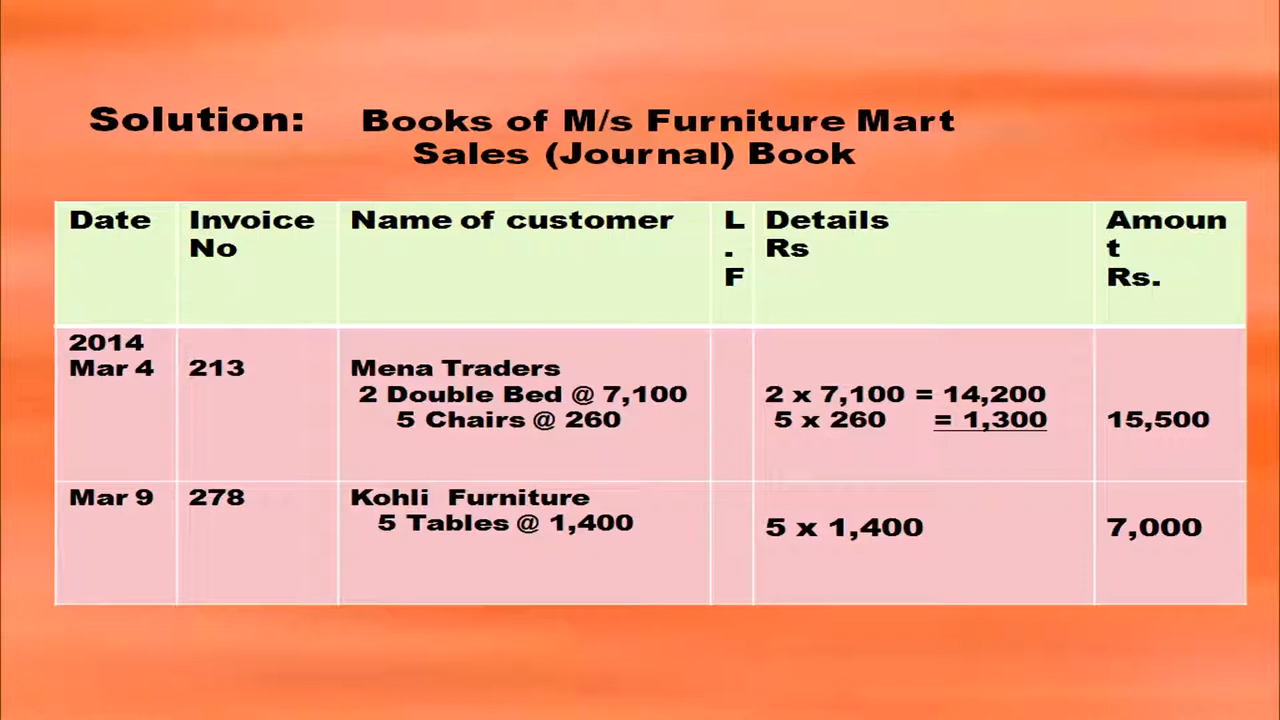 Solution: Books of M/s Furniture Mart
Sales (Journal) Book
Date Invoice No Name of customer L.F Details Rs Amount Rs.
2014
Mar 4 213 Mena Traders
2 Double Bed @ 7,100 2 x 7,100 = 14,200
5 Chairs @ 260 5 x 260 = 1,300 15,500
Mar 9 278 Kohli Furniture
5 Tables @ 1,400 5 x 1,400 7,000